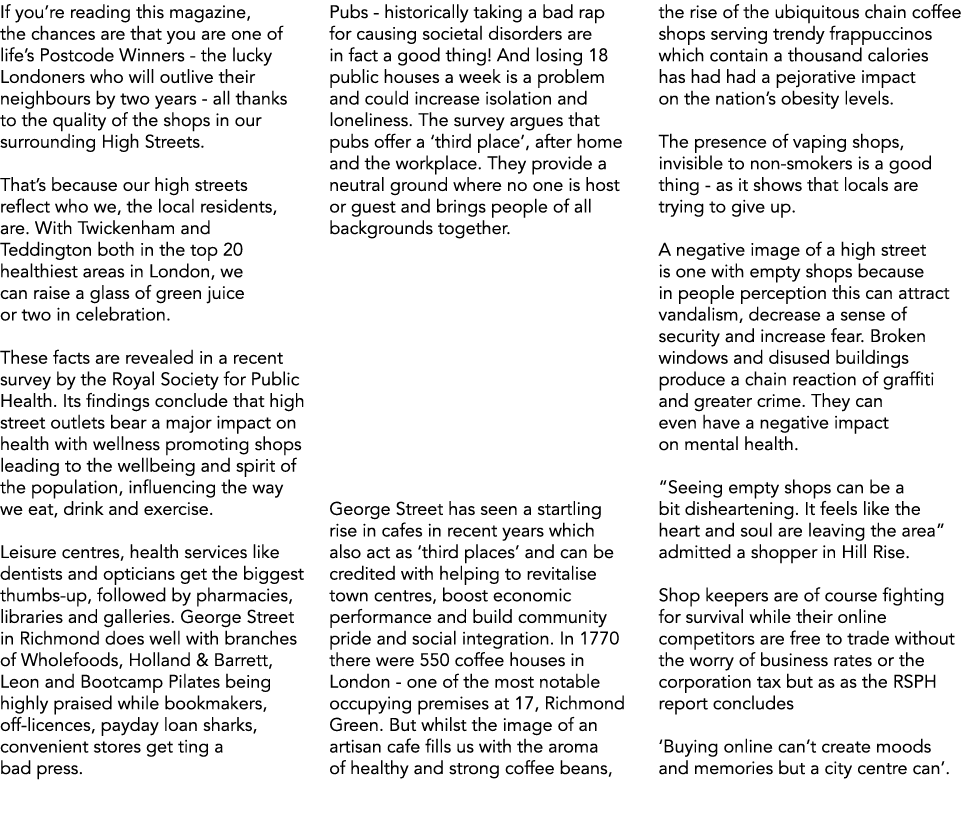 If you’re reading this magazine,
the chances are that you are one of
life’s Postcode Winners - the lucky
Londoners who will outlive their
neighbours by two years - all thanks
to the quality of the shops in our
surrounding High Streets.
That’s because our high streets
reflect who we, the local residents,
are. With Twickenham and
Teddington both in the top 20
healthiest areas in London, we
can raise a glass of green juice
or two in celebration.
These facts are revealed in a recent
survey by the Royal Society for Public
Health. Its findings conclude that high
street outlets bear a major impact on
health with wellness promoting shops
leading to the wellbeing and spirit of
the population, influencing the way
we eat, drink and exercise.
Leisure centres, health services like
dentists and opticians get the biggest
thumbs-up, followed by pharmacies,
libraries and galleries. George Street
in Richmond does well with branches
of Wholefoods, Holland & Barrett,
Leon and Bootcamp Pilates being
highly praised while bookmakers,
off-licences, payday loan sharks,
convenient stores get ting a
bad press.
Pubs - historically taking a bad rap
for causing societal disorders are
in fact a good thing! And losing 18
public houses a week is a problem
and could increase isolation and
loneliness. The survey argues that
pubs offer a ‘third place’, after home
and the workplace. They provide a
neutral ground where no one is host
or guest and brings people of all
backgrounds together.
George Street has seen a startling
rise in cafes in recent years which
also act as ’third places’ and can be
credited with helping to revitalise
town centres, boost economic
performance and build community
pride and social integration. In 1770
there were 550 coffee houses in
London - one of the most notable
occupying premises at 17, Richmond
Green. But whilst the image of an
artisan cafe fills us with the aroma
of healthy and strong coffee beans,
the rise of the ubiquitous chain coffee
shops serving trendy frappuccinos
which contain a thousand calories
has had had a pejorative impact
on the nation’s obesity levels.
The presence of vaping shops,
invisible to non-smokers is a good
thing - as it shows that locals are
trying to give up.
A negative image of a high street
is one with empty shops because
in people perception this can attract
vandalism, decrease a sense of
security and increase fear. Broken
windows and disused buildings
produce a chain reaction of graffiti
and greater crime. They can
even have a negative impact
on mental health.
“Seeing empty shops can be a
bit disheartening. It feels like the
heart and soul are leaving the area”
admitted a shopper in Hill Rise.
Shop keepers are of course fighting
for survival while their online
competitors are free to trade without
the worry of business rates or the
corporation tax but as as the RSPH
report concludes
‘Buying online can’t create moods
and memories but a city centre can’.